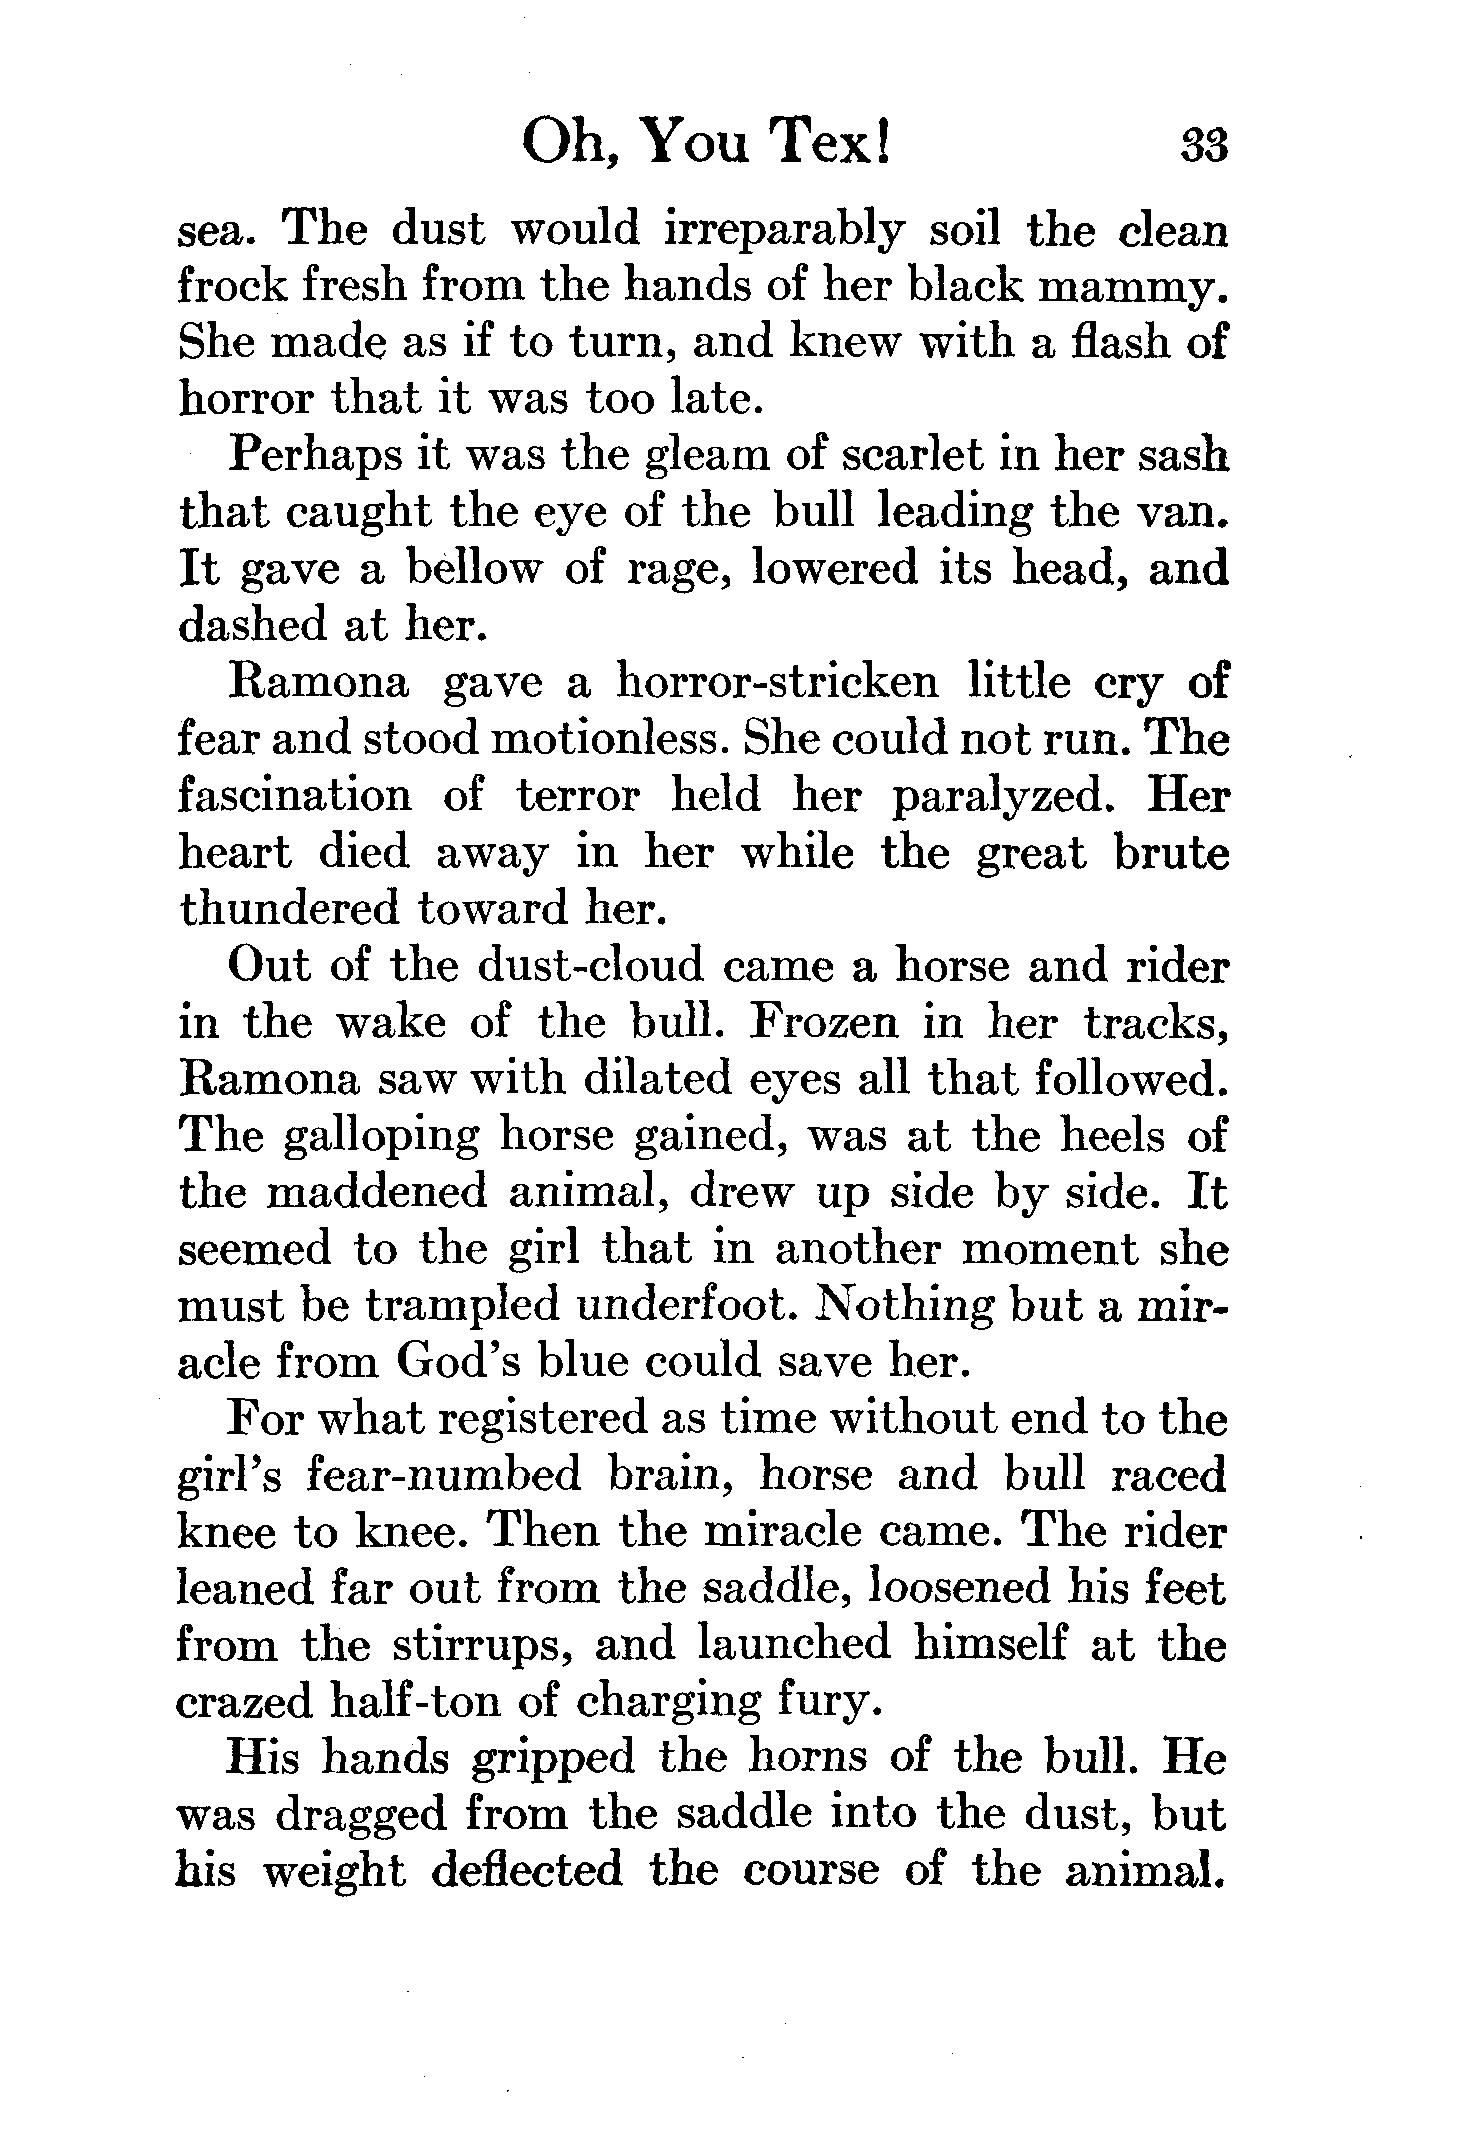 Oh, You Tex! 33
sea. The dust would irreparably soil the clean
frock fresh from the hands of her black mammy.
She made as if to turn, and knew with a flash of
horror that it was too late.
Perhaps it was the gleam of scarlet in her sash
that caught the eye of the bull leading the van.
It gave a bellow of rage, lowered its head, and
dashed at her.
Ramona gave a horror-stricken little cry of
fear and stood motionless. She could not run. The
fascination of terror held her paralyzed. Her
heart died away in her while the great brute
thundered toward her.
Out of the dust-cloud came a horse and rider
in the wake of the bull. Frozen in her tracks,
Ramona saw with dilated eyes all that followed.
The galloping horse gained, was at the heels of
the maddened animal, drew up side by side. It
seemed to the girl that in another moment she
must be trampled underfoot. Nothing but a mir-
acle from God's blue could save her.
For what registered as time without end to the
girl's fear-numbed brain, horse and bull raced
knee to knee. Then the miracle came. The rider
leaned far out from the saddle, loosened his feet
from the stirrups, and launched himself at the
crazed half-ton of charging fury.
His hands gripped the horns of the bull. He
was dragged from the saddle into the dust, but
his weight deflected the course of the animal.